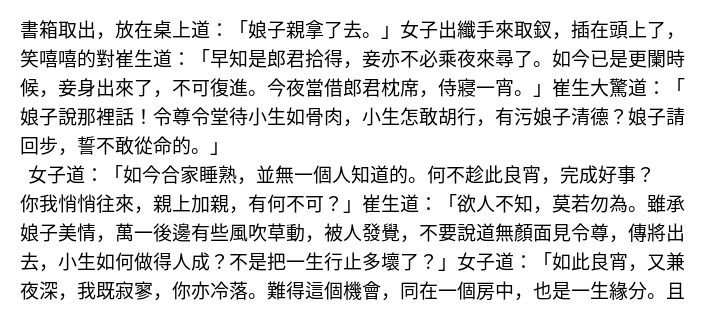 書箱取出，放在桌上道：「娘子親拿了去。」女子出纖手來取釵，插在頭上了，
笑嘻嘻的對崔生道：「早知是郎君拾得，妾亦不必乘夜來尋了。如今已是更闌時
候，妾身出來了，不可復進。今夜當借郎君枕席，侍寢一宵。」崔生大驚道：「
娘子說那裡話！令尊令堂待小生如骨肉，小生怎敢胡行，有污娘子清德？娘子請
回步，誓不敢從命的。」
女子道：「如今合家睡熟，並無一個人知道的。何不趁此良宵，完成好事？
你我悄悄往來，親上加親，有何不可？」崔生道：「欲人不知，莫若勿為。雖承
娘子美情，萬一後邊有些風吹草動，被人發覺，不要說道無顏面見令尊，傳將出
去，小生如何做得人成？不是把一生行止多壞了？」女子道：「如此良宵，又兼
夜深，我既寂寥，你亦冷落。難得這個機會，同在一個房中，也是一生緣分。且